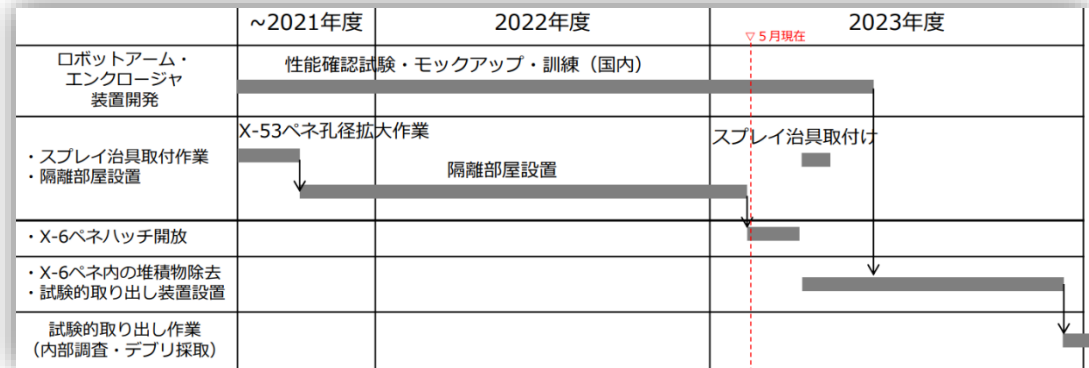 ~2021年度
2022年度
2023年度
▽５月現在
ロボットアーム・
エンクロージャ
装置開発
性能確認試験・モックアップ・訓練（国内）
・スプレイ治具取付作業
・隔離部屋設置
X-53ペネ孔径拡大作業
隔離部屋設置
スプレイ治具取付け
・X-6ペネハッチ開放
・X-6ペネ内の堆積物除去
・試験的取り出し装置設置
試験的取り出し作業
（内部調査・デブリ採取）